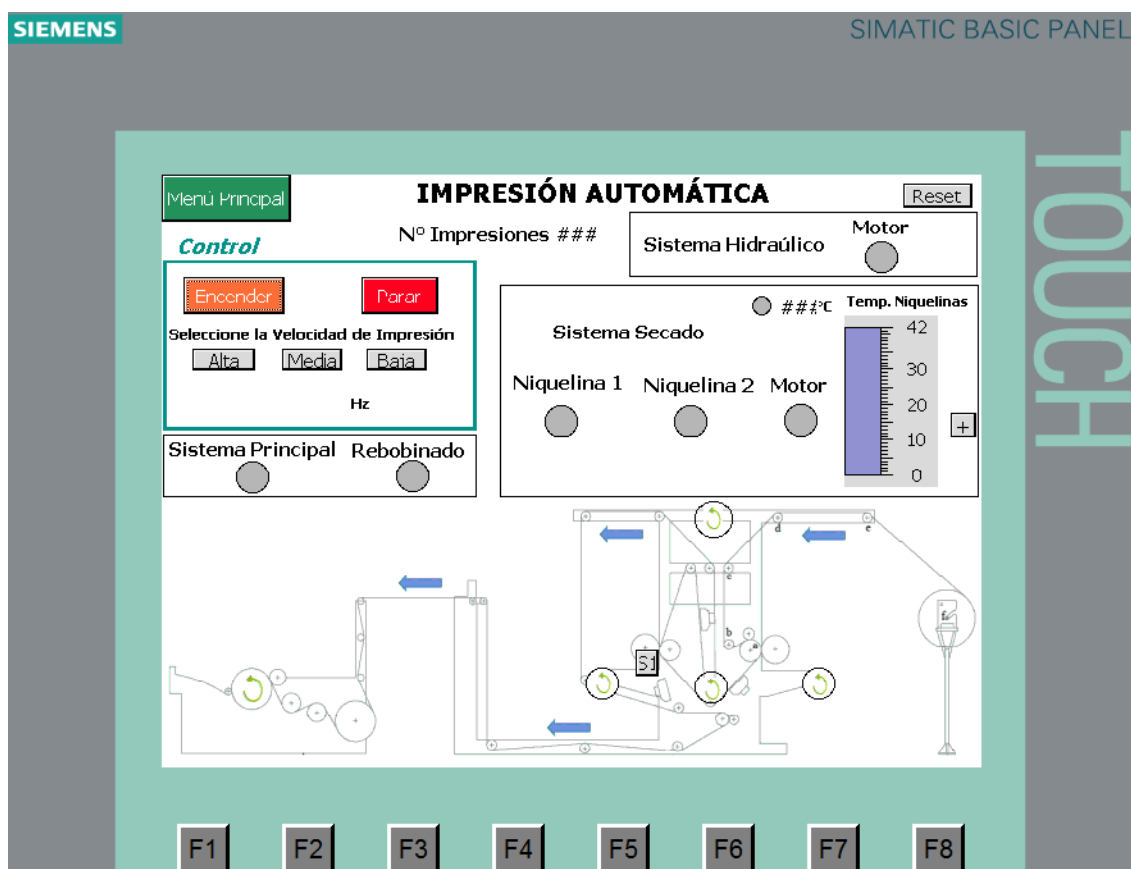 SIEMENS
SIMATIC BASIC PANEL
TOUCH
Menú Principal
IMPRESIÓN AUTOMÁTICA
Reset
Control
Nº Impresiones ###
Sistema Hidraúlico
Motor
Encender
Parar
Seleccione la Velocidad de Impresión
Alta Media Baja
Hz
Sistema Principal Rebobinado
###°C
Temp. Niquelinas
Sistema Secado
Niquelina 1 Niquelina 2 Motor
42
30
20
10
0
+
d
e
c
b
a
S1
F1 F2 F3 F4 F5 F6 F7 F8